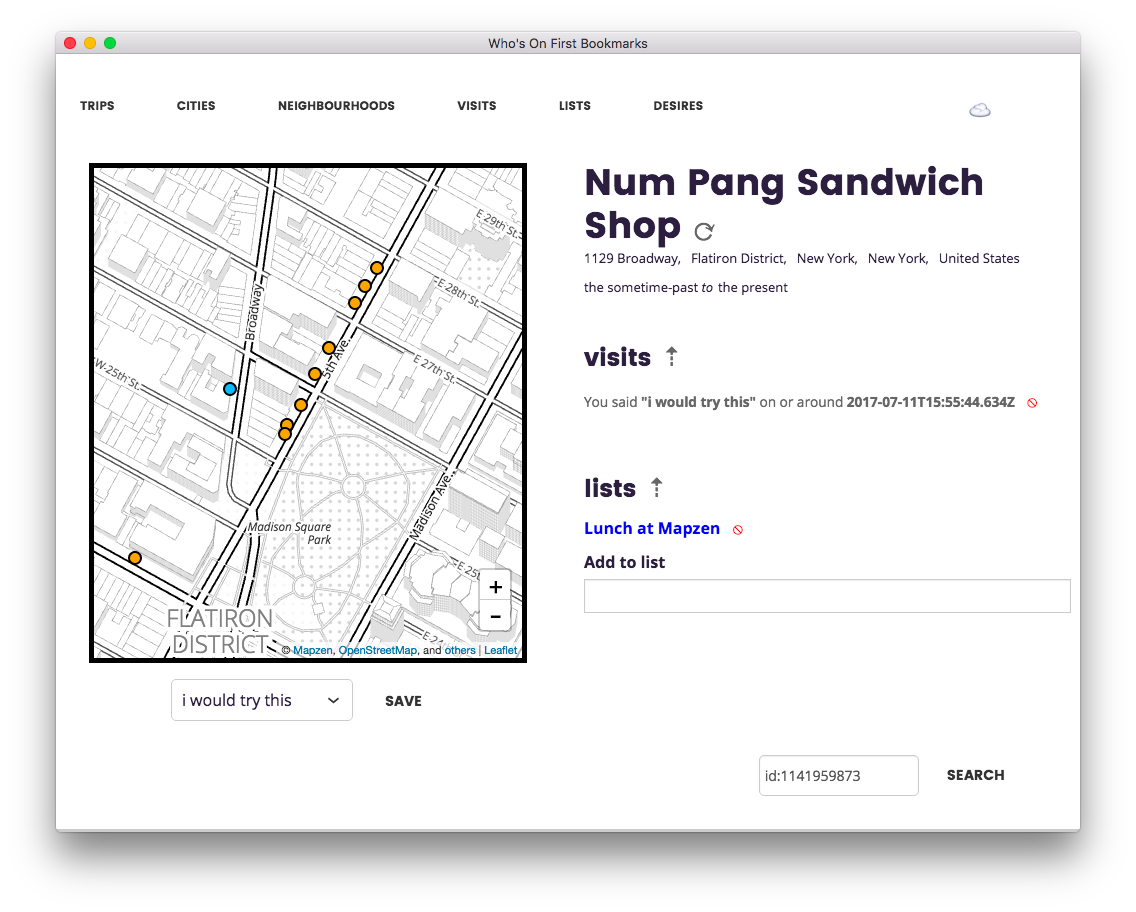 Who's On First Bookmarks
TRIPS CITIES NEIGHBOURHOODS VISITS LISTS DESIRES
E 29th St.
E 28th St.
Broadway
5th Ave.
E 27th St.
W 25th St.
Madison Ave.
Madison Square
Park
E 25
E 24
FLATIRON
DISTRICT
+
−
© Mapzen, OpenStreetMap, and others | Leaflet
i would try this
SAVE
Num Pang Sandwich
Shop
1129 Broadway, Flatiron District, New York, New York, United States
the sometime-past to the present
visits
You said "i would try this" on or around 2017-07-11T15:55:44.634Z
lists
Lunch at Mapzen
Add to list
id:1141959873
SEARCH